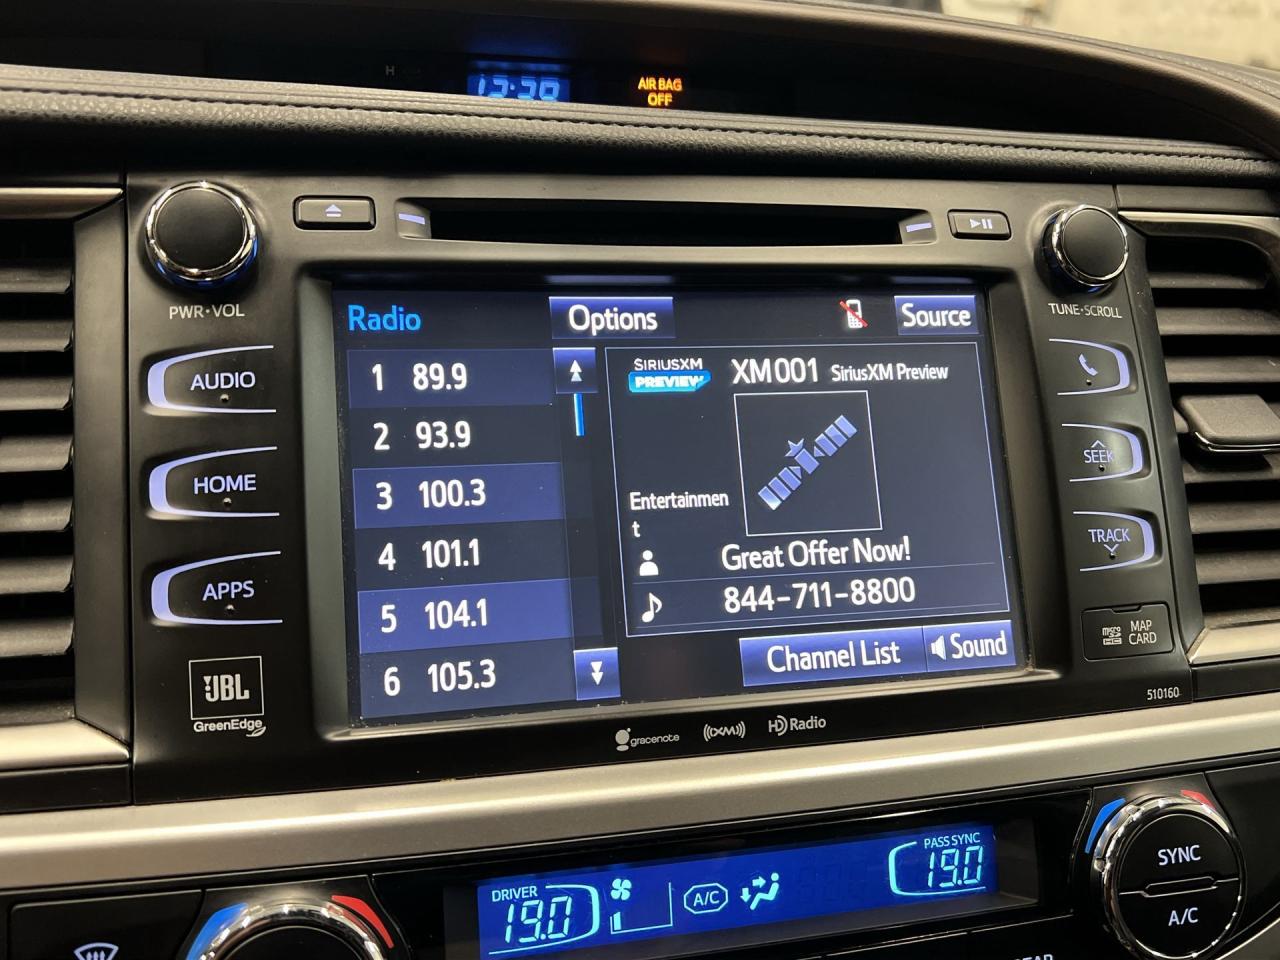 AIR BAG
OFF
PWR·VOL
TUNE·SCROLL
AUDIO
HOME
APPS
JBL
GreenEdge
Radio
Options
Source
1 89.9
2 93.9
3 100.3
4 101.1
5 104.1
6 105.3
SIRIUSXM
PREVIEW
XM001 SiriusXM Preview
Entertainmen
t
Great Offer Now!
844-711-8800
Channel List
Sound
SEEK
TRACK
micro SD MAP
CARD
510160
gracenote
((XM))
HD Radio
DRIVER
19.0
A/C
PASS SYNC
19.0
SYNC
A/C